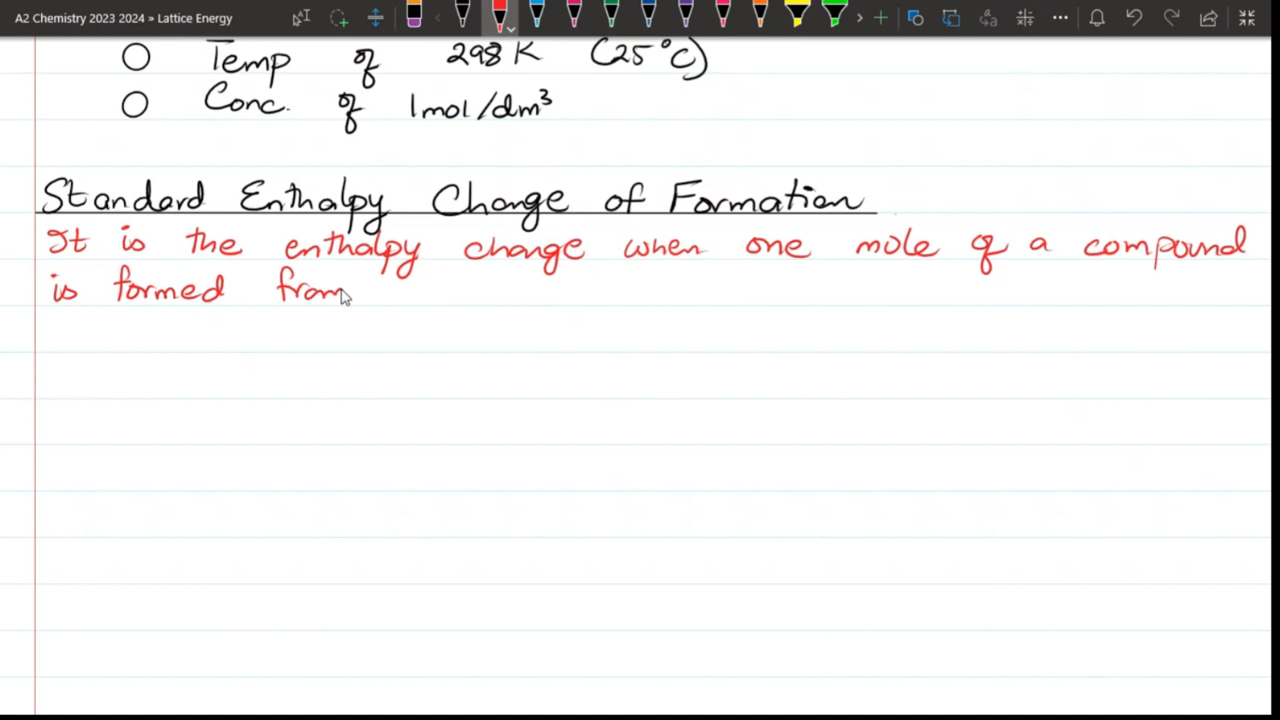 A2 Chemistry 2023 2024 » Lattice Energy
Temp of 298 K (25°C)
Conc. of 1mol/dm³
Standard Enthalpy Change of Formation
It is the enthalpy change when one mole of a compound
is formed from